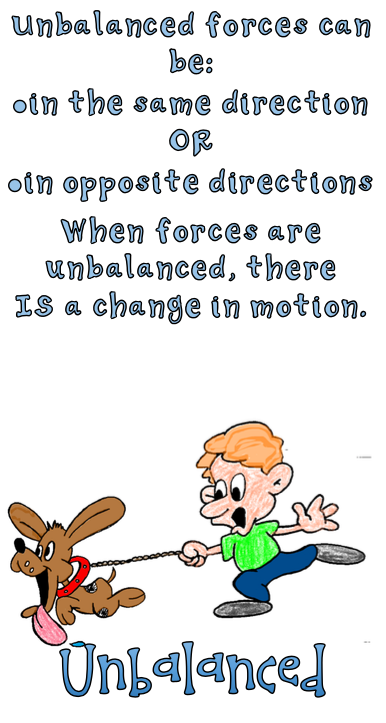 Unbalanced forces can
be:
•in the same direction
OR
•in opposite directions
When forces are
unbalanced, there
IS a change in motion.
Unbalanced